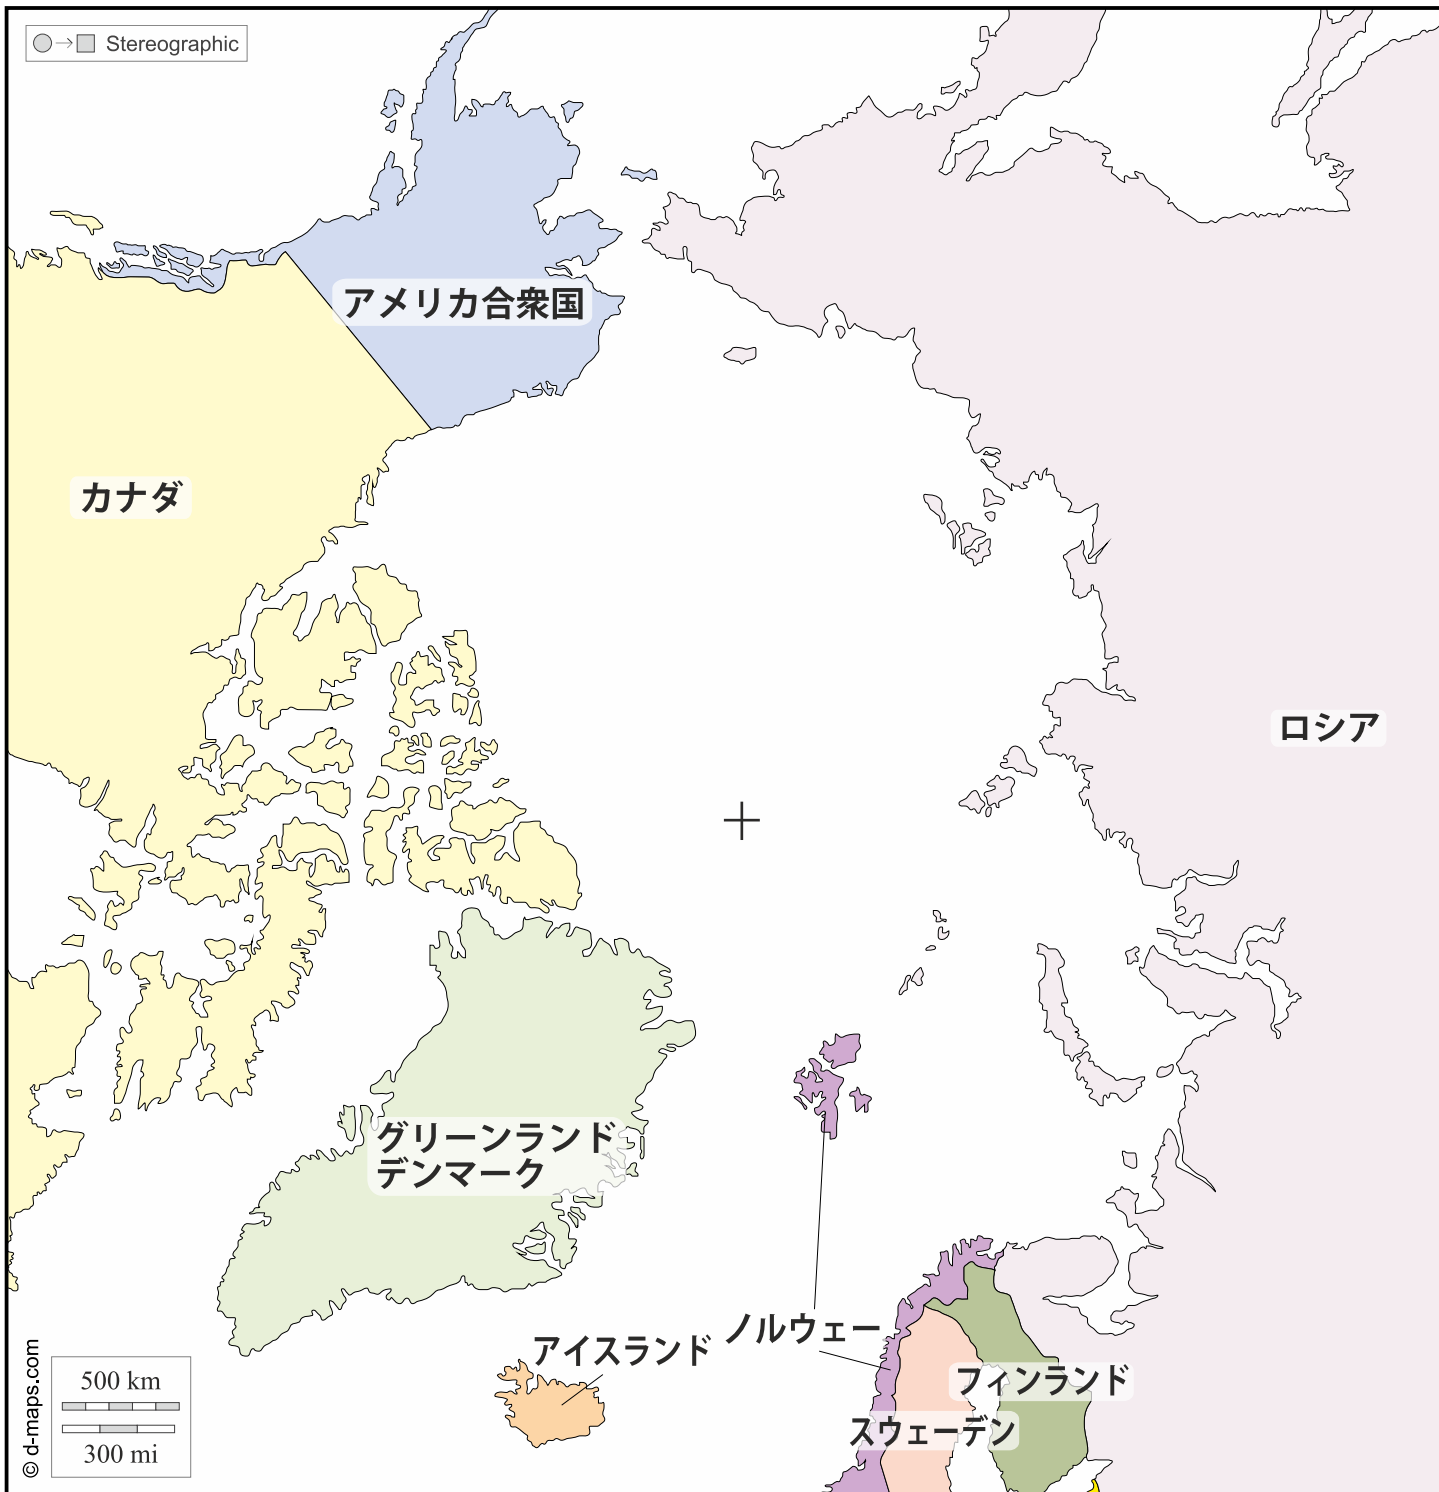 Stereographic
アメリカ合衆国
カナダ
ロシア
グリーンランド
デンマーク
ノルウェー
アイスランド
フィンランド
スウェーデン
500 km
300 mi
© d-maps.com